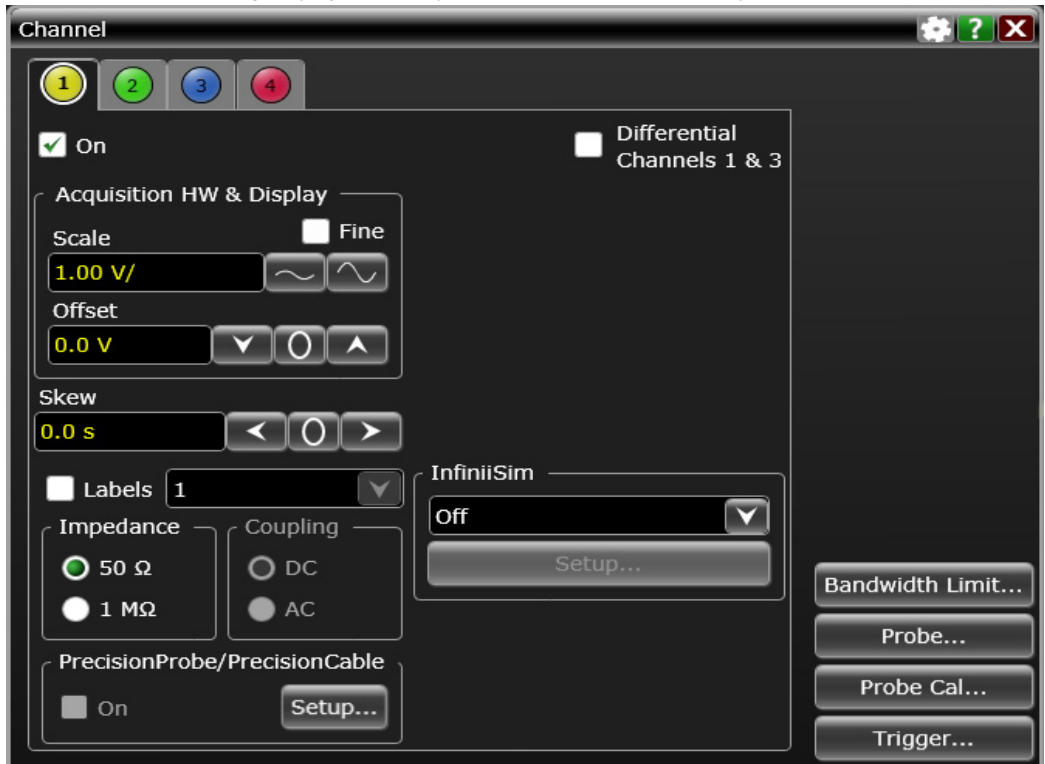 Channel
?
X
1
2
3
4
On
Differential
Channels 1 & 3
Acquisition HW & Display
Scale
Fine
1.00 V/
Offset
0.0 V
0
Skew
0.0 s
0
Labels
1
InfiniiSim
Off
Setup...
Impedance
Coupling
50 Ω
DC
1 MΩ
AC
PrecisionProbe/PrecisionCable
On
Setup...
Bandwidth Limit...
Probe...
Probe Cal...
Trigger...